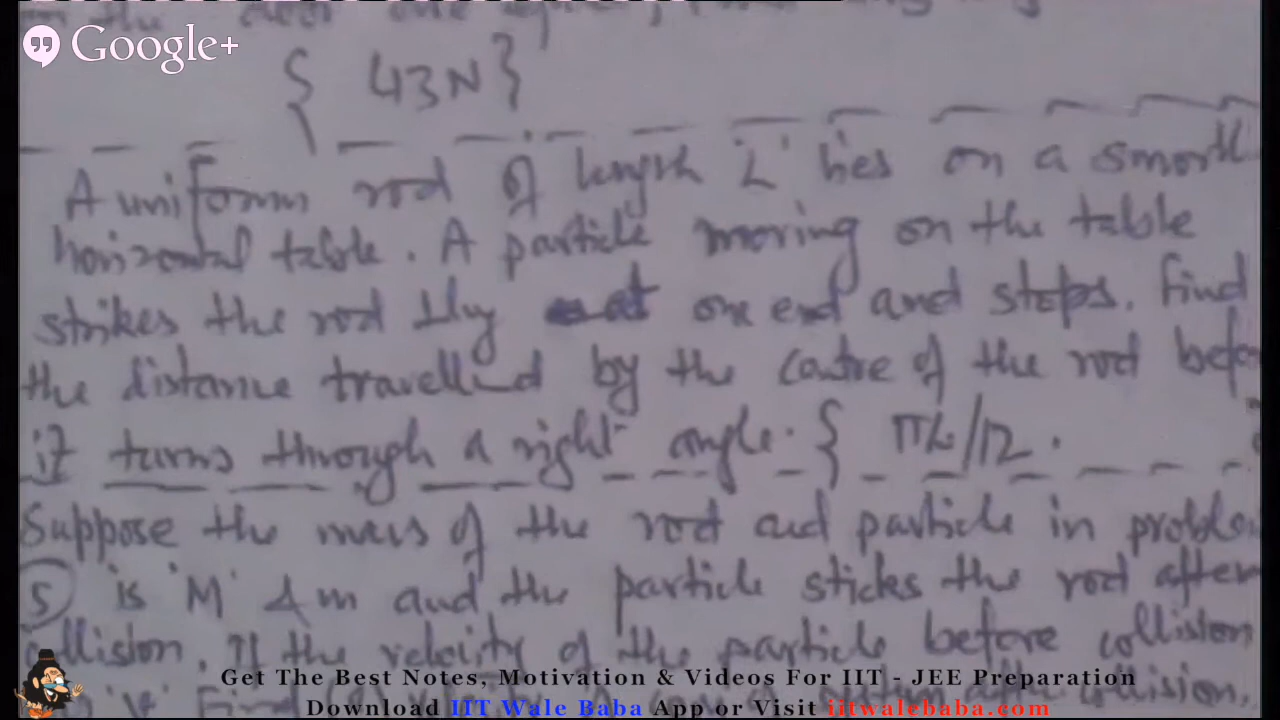 Google+
{ 43N }
A uniform rod of length 'L' lies on a smooth
horizontal table. A particle moving on the table
strikes the rod at one end and stops. Find
the distance travelled by the centre of the rod
it turns through a right angle. { πL/12.
Suppose the mass of the rod and particle in
5 is 'M' & m and the particle sticks the rod after
collision. If the velocity of the particle before collision
is 'v' Find collision.
Get The Best Notes, Motivation & Videos For IIT - JEE Preparation
Download IIT Wale Baba App or Visit iitwalebaba.com